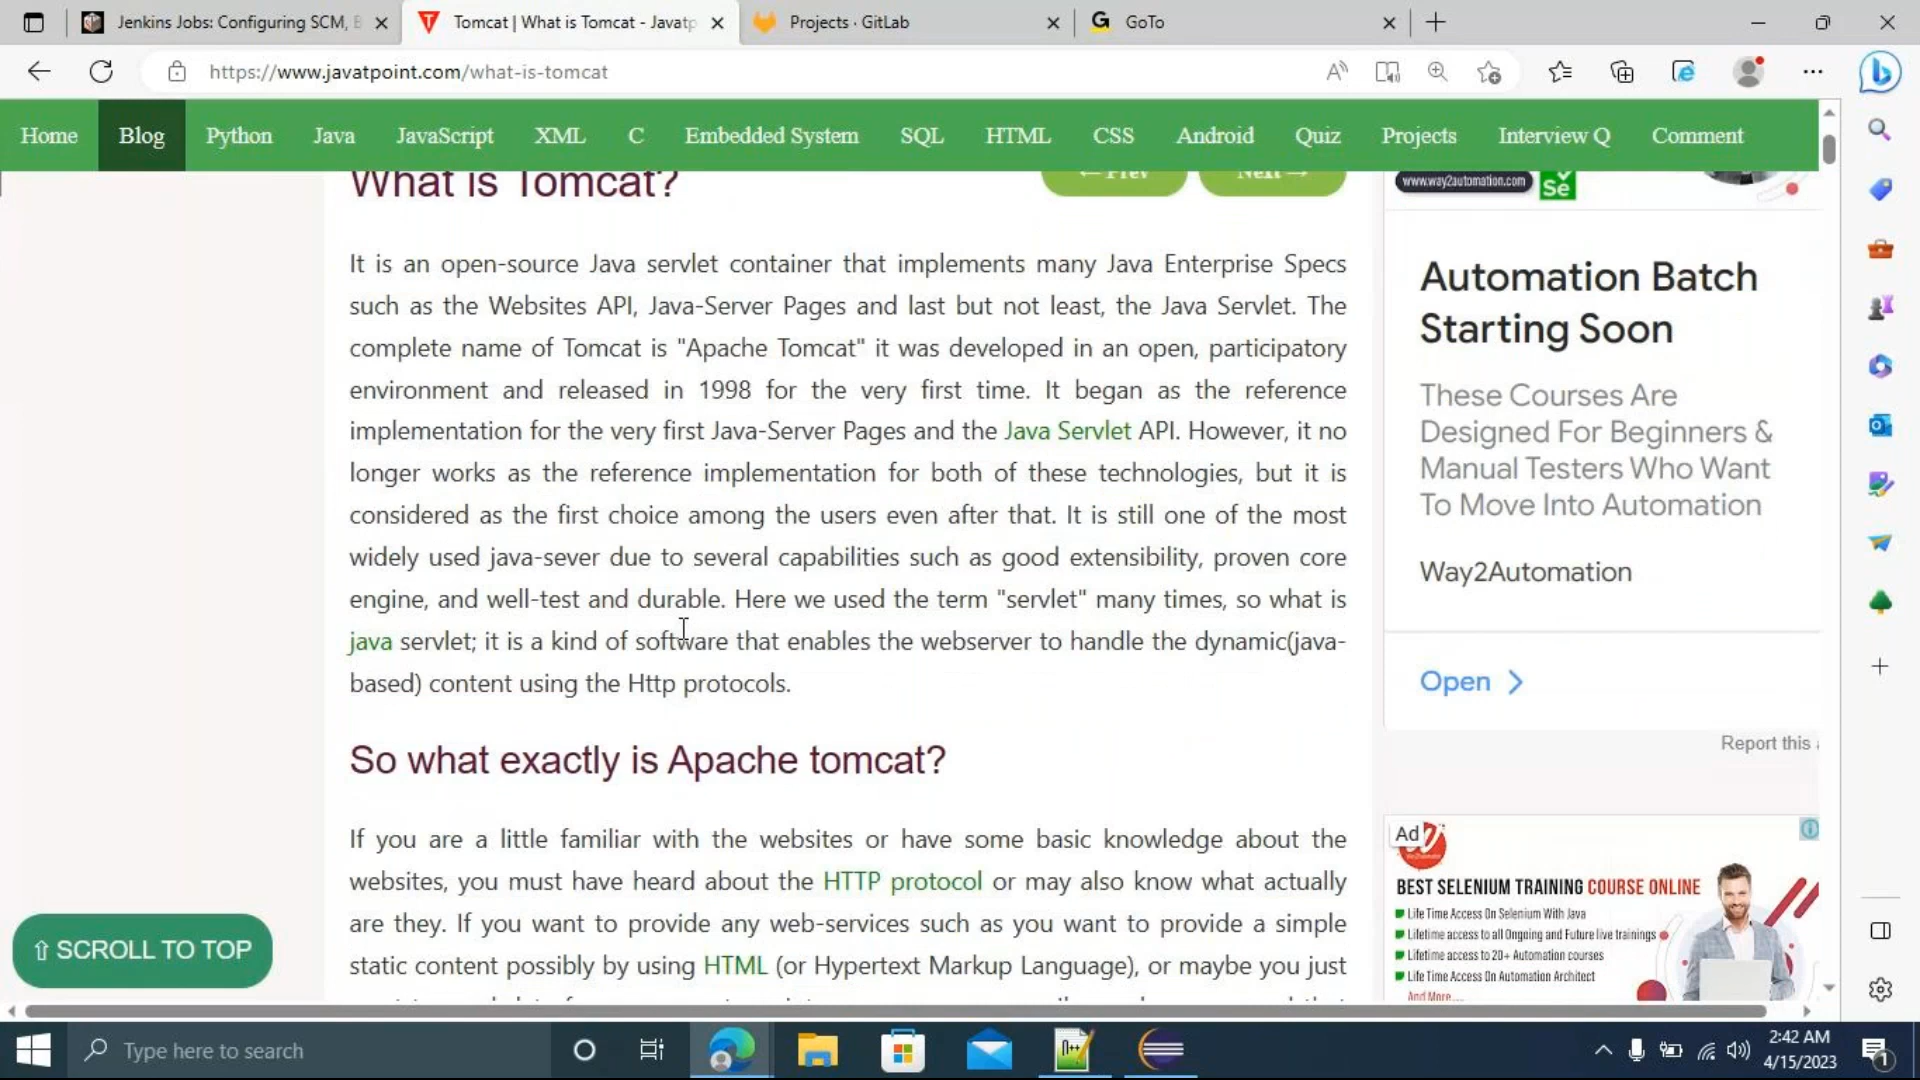 Jenkins Jobs: Configuring SCM, B
Tomcat | What is Tomcat - Javatp
Projects · GitLab
GoTo
https://www.javatpoint.com/what-is-tomcat
Home Blog Python Java JavaScript XML C Embedded System SQL HTML CSS Android Quiz Projects Interview Q Comment
What is Tomcat?
← Prev
Next →
It is an open-source Java servlet container that implements many Java Enterprise Specs
such as the Websites API, Java-Server Pages and last but not least, the Java Servlet. The
complete name of Tomcat is "Apache Tomcat" it was developed in an open, participatory
environment and released in 1998 for the very first time. It began as the reference
implementation for the very first Java-Server Pages and the Java Servlet API. However, it no
longer works as the reference implementation for both of these technologies, but it is
considered as the first choice among the users even after that. It is still one of the most
widely used java-sever due to several capabilities such as good extensibility, proven core
engine, and well-test and durable. Here we used the term "servlet" many times, so what is
java servlet; it is a kind of software that enables the webserver to handle the dynamic(java-
based) content using the Http protocols.
So what exactly is Apache tomcat?
If you are a little familiar with the websites or have some basic knowledge about the
websites, you must have heard about the HTTP protocol or may also know what actually
are they. If you want to provide any web-services such as you want to provide a simple
static content possibly by using HTML (or Hypertext Markup Language), or maybe you just
⇧ SCROLL TO TOP
www.way2automation.com
Se
Automation Batch
Starting Soon
These Courses Are
Designed For Beginners &
Manual Testers Who Want
To Move Into Automation
Way2Automation
Open
Report this
Ad
BEST SELENIUM TRAINING COURSE ONLINE
Life Time Access On Selenium With Java
Lifetime access to all Ongoing and Future live trainings
Lifetime access to 20+ Automation courses
Life Time Access On Automation Architect
And More....
Type here to search
2:42 AM
4/15/2023
1